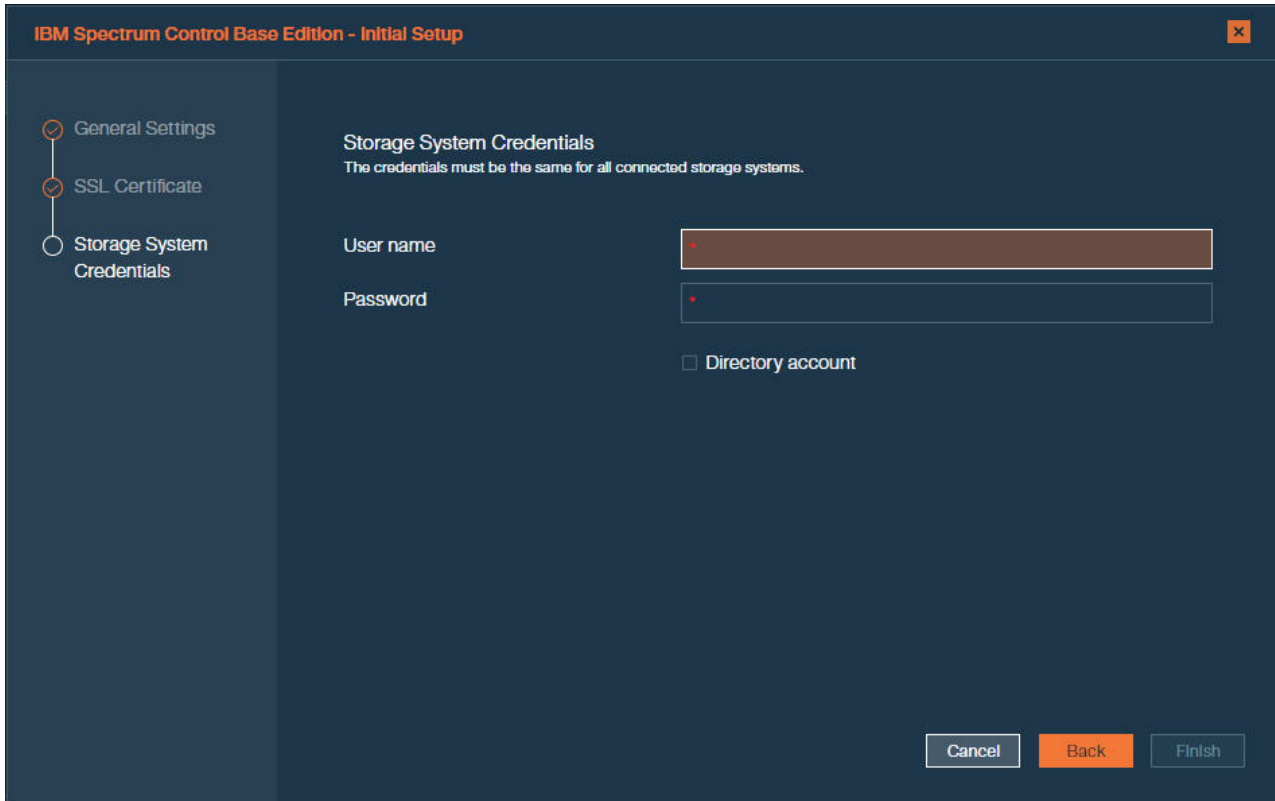 IBM Spectrum Control Base Edition - Initial Setup
General Settings
SSL Certificate
Storage System
Credentials
Storage System Credentials
The credentials must be the same for all connected storage systems.
User name
*
Password
*
Directory account
Cancel
Back
Finish